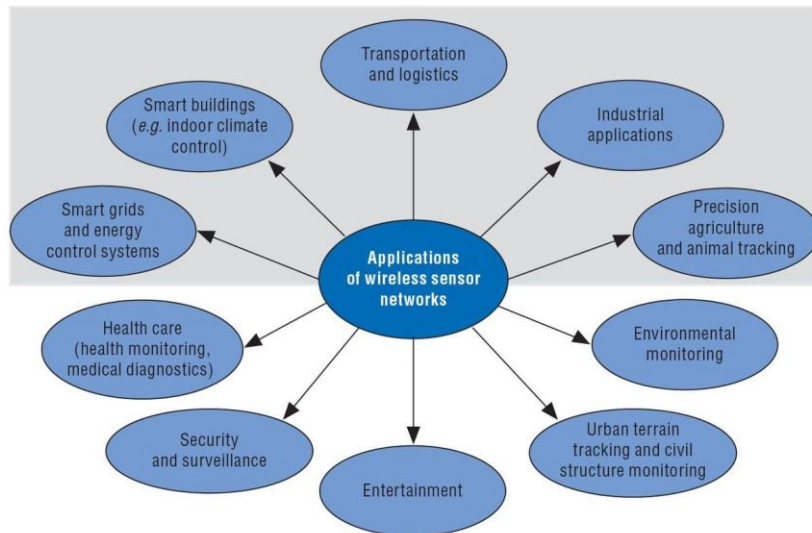 Transportation
and logistics
Smart buildings
(e.g. indoor climate
control)
Industrial
applications
Smart grids
and energy
control systems
Precision
agriculture
and animal tracking
Applications
of wireless sensor
networks
Health care
(health monitoring,
medical diagnostics)
Environmental
monitoring
Security
and surveillance
Urban terrain
tracking and civil
structure monitoring
Entertainment